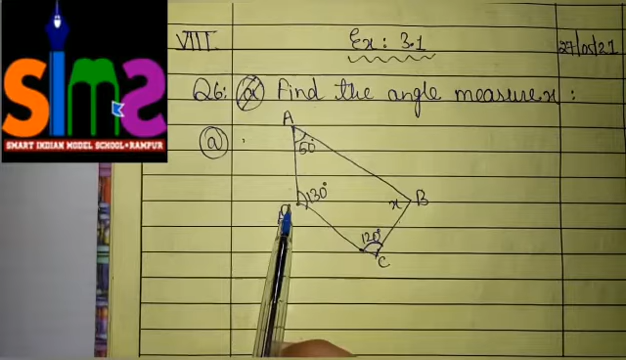 VIII Ex: 3.1 27/05/21
Q6: Find the angle measure x :
(a) :
A
50°
130°
x B
120°
C
SIMS
SMART INDIAN MODEL SCHOOL•RAMPUR